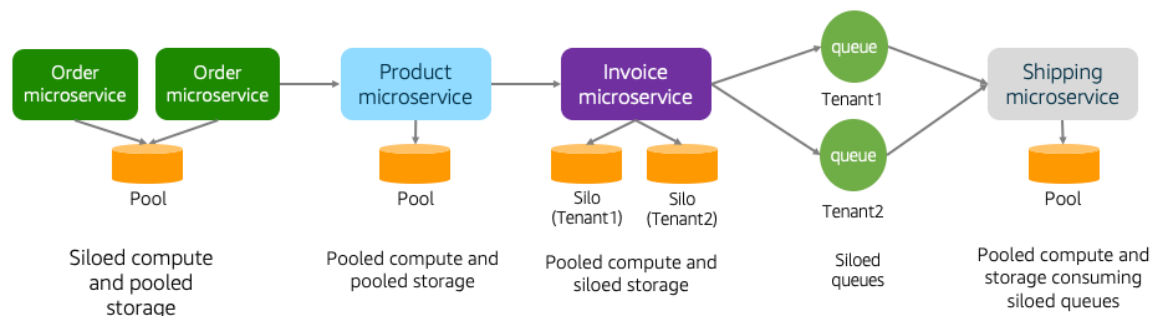 Order
microservice
Order
microservice
Product
microservice
Invoice
microservice
queue
Tenant1
queue
Tenant2
Shipping
microservice
Pool
Pool
Silo
(Tenant1)
Silo
(Tenant2)
Pool
Siloed compute
and pooled
storage
Pooled compute and
pooled storage
Pooled compute and
siloed storage
Siloed
queues
Pooled compute and
storage consuming
siloed queues